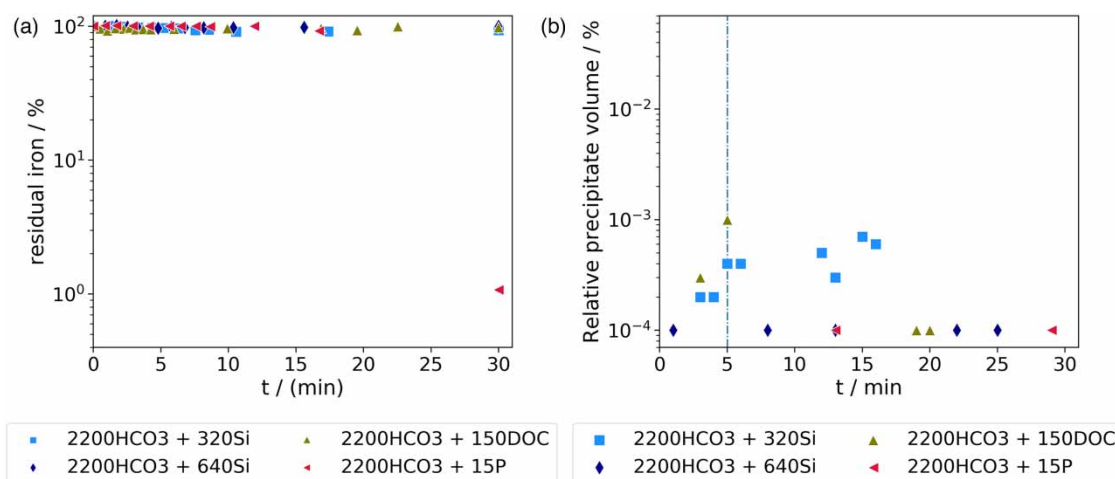 (a)
residual iron / %
10²
10¹
10⁰
0 5 10 15 20 25 30
t / (min)
2200HCO3 + 320Si
2200HCO3 + 640Si
2200HCO3 + 150DOC
2200HCO3 + 15P
(b)
Relative precipitate volume / %
10⁻²
10⁻³
10⁻⁴
0 5 10 15 20 25 30
t / min
2200HCO3 + 320Si
2200HCO3 + 640Si
2200HCO3 + 150DOC
2200HCO3 + 15P